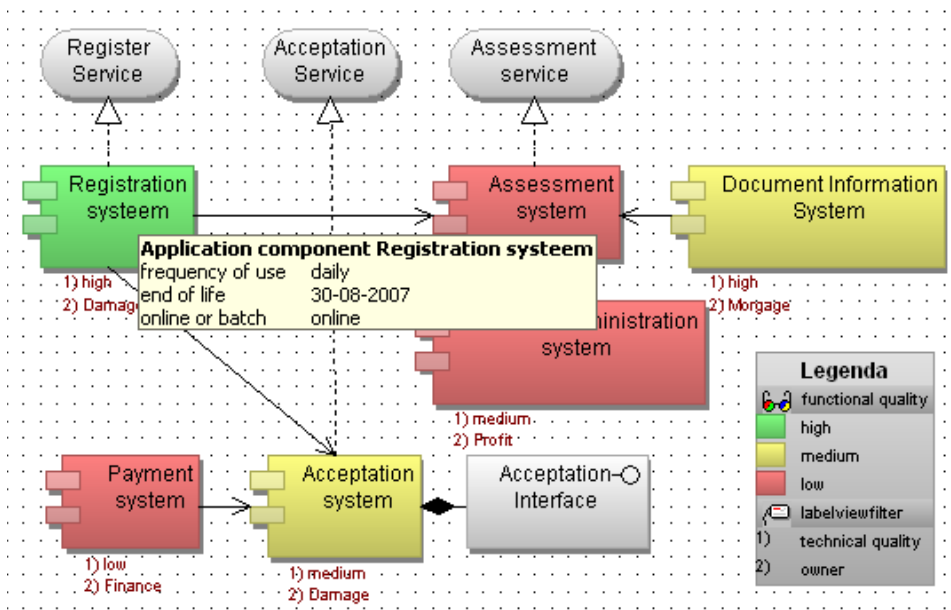 Register
Service
Acceptation
Service
Assessment
service
Registration
systeem
Assessment
system
Document Information
System
1) high
2) Damage
Application component Registration systeem
frequency of use daily
end of life 30-08-2007
online or batch online
1) high
2) Morgage
system
1) medium
2) Profit
Legenda
functional quality
high
medium
low
labelviewfilter
1) technical quality
2) owner
Payment
system
Acceptation
system
Acceptation
Interface
1) low
2) Finance
1) medium
2) Damage